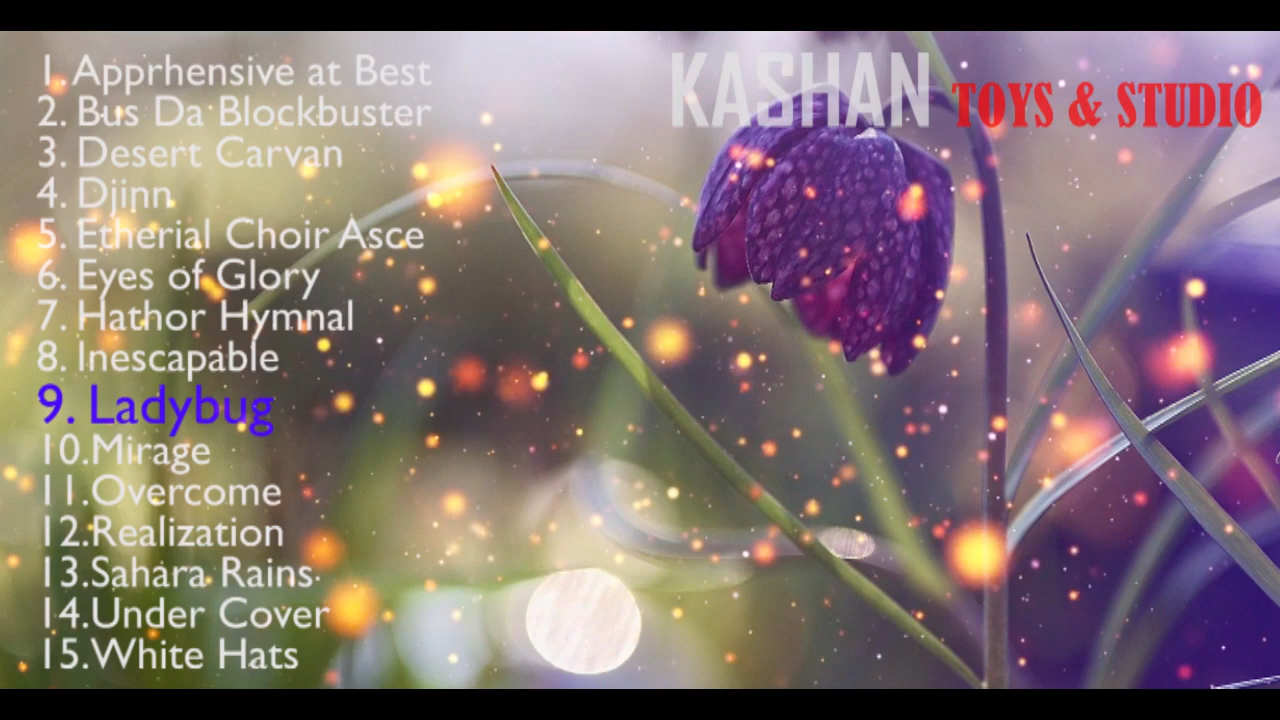 KASHAN TOYS & STUDIO
1. Apprhensive at Best
2. Bus Da Blockbuster
3. Desert Carvan
4. Djinn
5. Etherial Choir Asce
6. Eyes of Glory
7. Hathor Hymnal
8. Inescapable
9. Ladybug
10.Mirage
11.Overcome
12.Realization
13.Sahara Rains
14.Under Cover
15.White Hats